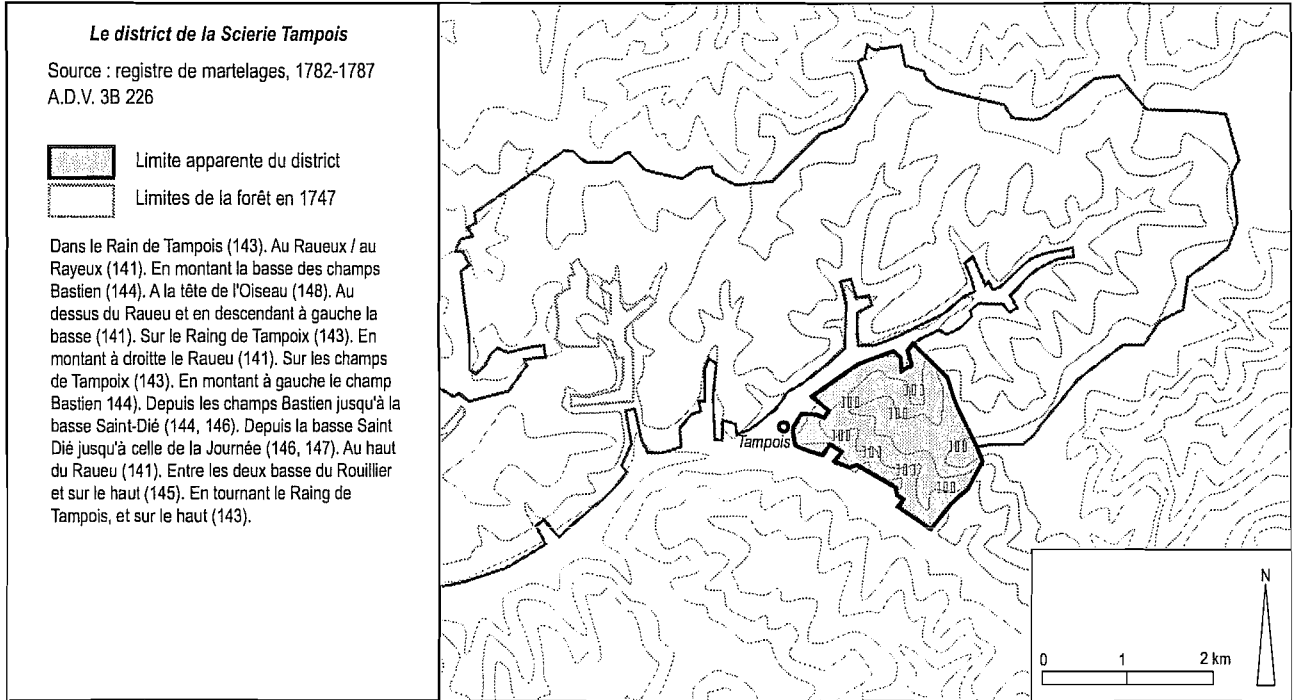 Le district de la Scierie Tampois
Source : registre de martelages, 1782-1787
A.D.V. 3B 226
Limite apparente du district
Limites de la forêt en 1747
Dans le Rain de Tampois (143). Au Raueux / au
Rayeux (141). En montant la basse des champs
Bastien (144). A la tête de l'Oiseau (148). Au
dessus du Raueu et en descendant à gauche la
basse (141). Sur le Raing de Tampoix (143). En
montant à droitte le Raueu (141). Sur les champs
de Tampoix (143). En montant à gauche le champ
Bastien 144). Depuis les champs Bastien jusqu'à la
basse Saint-Dié (144, 146). Depuis la basse Saint
Dié jusqu'à celle de la Journée (146, 147). Au haut
du Raueu (141). Entre les deux basse du Rouillier
et sur le haut (145). En tournant le Raing de
Tampois, et sur le haut (143).
Tampois
N
0 1 2 km